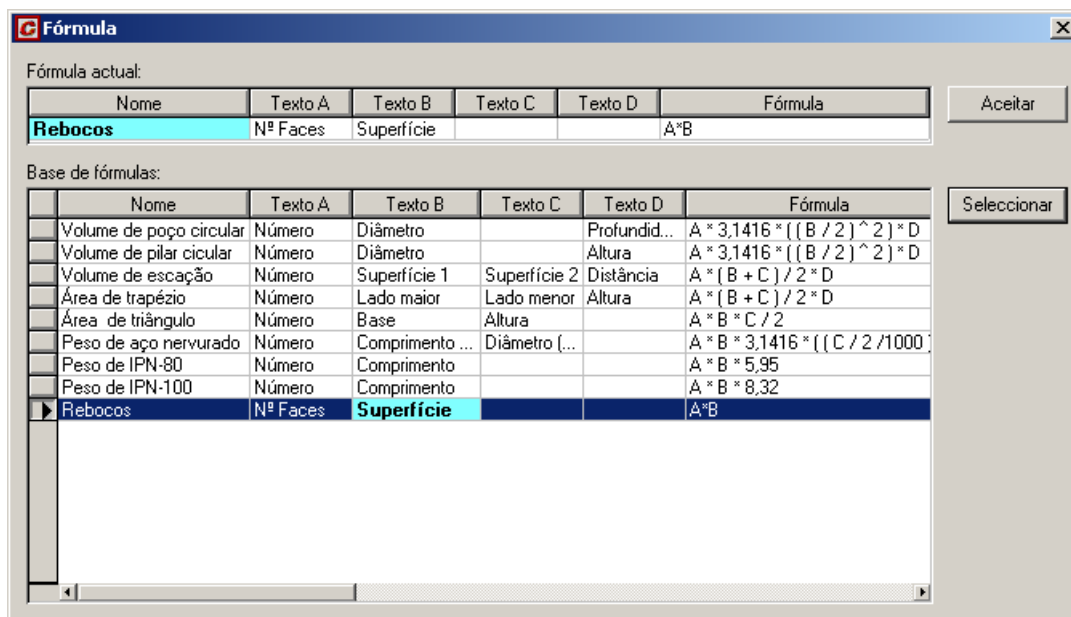 Fórmula
Fórmula actual:
Nome Texto A Texto B Texto C Texto D Fórmula
Aceitar
Rebocos Nº Faces Superfície A*B
Base de fórmulas:
Nome Texto A Texto B Texto C Texto D Fórmula
Seleccionar
Volume de poço circular Número Diâmetro Profundid... A * 3,1416 * ( ( B / 2 ) ^ 2 ) * D
Volume de pilar cicular Número Diâmetro Altura A * 3,1416 * ( ( B / 2 ) ^ 2 ) * D
Volume de escação Número Superfície 1 Superfície 2 Distância A * ( B + C ) / 2 * D
Área de trapézio Número Lado maior Lado menor Altura A * ( B + C ) / 2 * D
Área de triângulo Número Base Altura A * B * C / 2
Peso de aço nervurado Número Comprimento ... Diâmetro (... A * B * 3,1416 * ( ( C / 2 /1000 )
Peso de IPN-80 Número Comprimento A * B * 5,95
Peso de IPN-100 Número Comprimento A * B * 8,32
Rebocos Nº Faces Superfície A*B